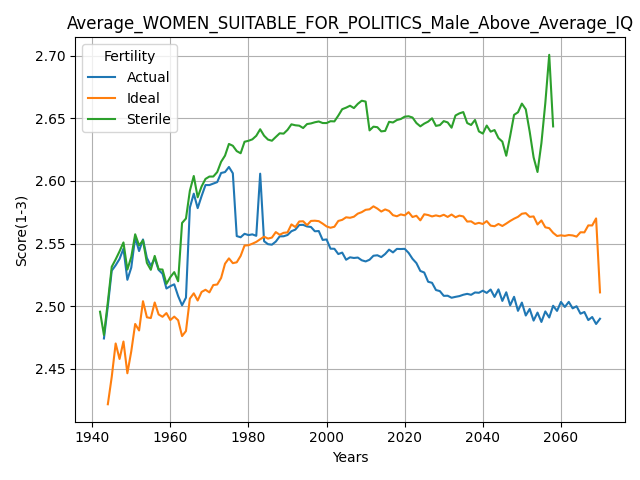 Average_WOMEN_SUITABLE_FOR_POLITICS_Male_Above_Average_IQ
Fertility
Actual
Ideal
Sterile
Score(1-3)
2.70
2.65
2.60
2.55
2.50
2.45
1940 1960 1980 2000 2020 2040 2060
Years